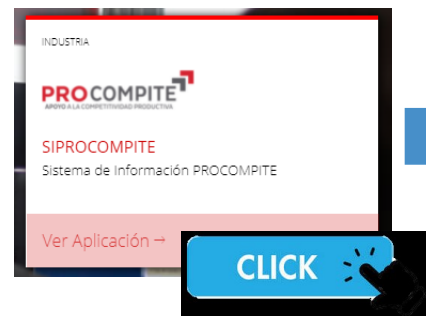 INDUSTRIA
PROCOMPITE
APOYO A LA COMPETITIVIDAD PRODUCTIVA
SIPROCOMPITE
Sistema de Información PROCOMPITE
Ver Aplicación →
CLICK